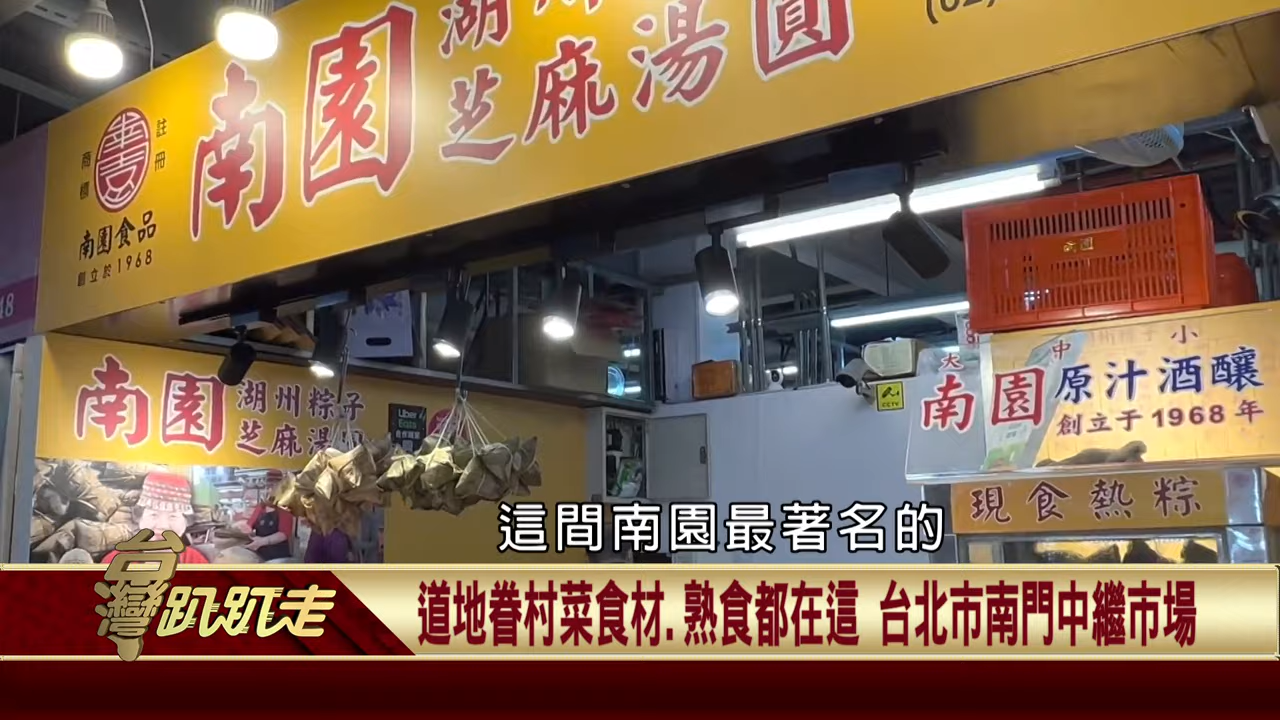 南園
湖州
芝麻湯圓
(02)
註冊
商標
南園食品
創立於1968
48
南園
湖州粽子
芝麻湯
Uber
Eats
大 中 小
南園
原汁酒釀
創立于1968年
現食熱粽
CCTV
這間南園最著名的
台灣趴趴走
道地眷村菜食材.熟食都在這 台北市南門中繼市場